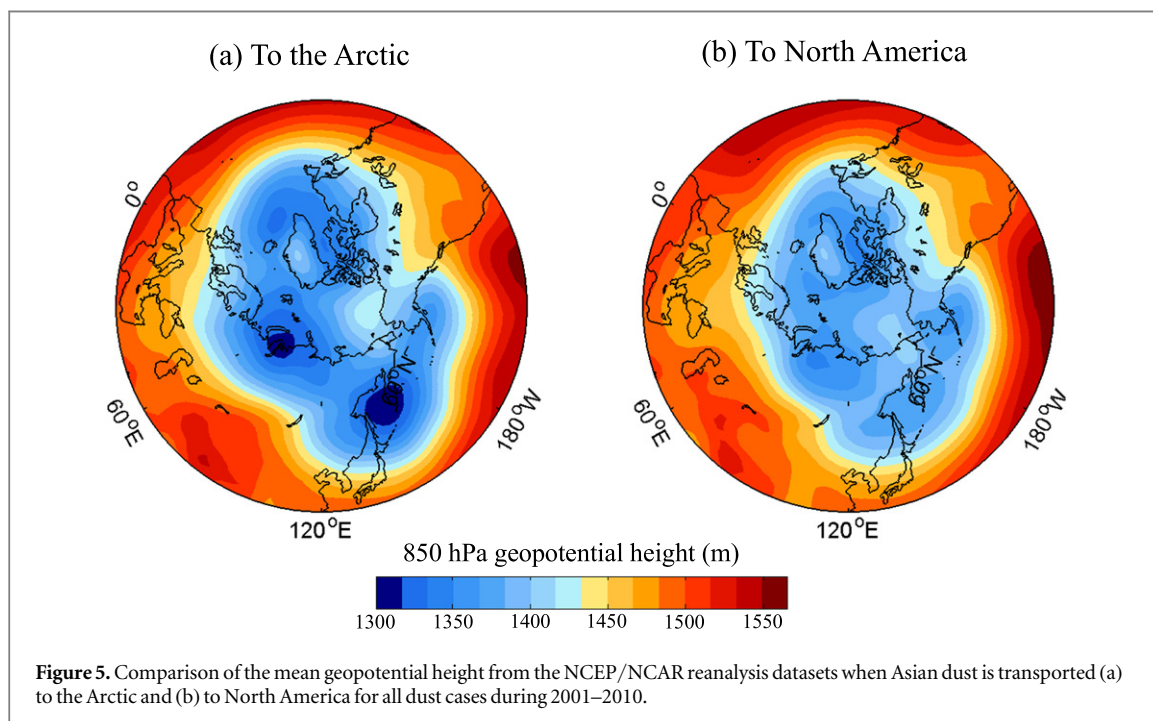 (a) To the Arctic
(b) To North America
0°
0°
60°E
180°W
60°E
180°W
120°E
120°E
850 hPa geopotential height (m)
1300 1350 1400 1450 1500 1550
Figure 5. Comparison of the mean geopotential height from the NCEP/NCAR reanalysis datasets when Asian dust is transported (a)
to the Arctic and (b) to North America for all dust cases during 2001–2010.